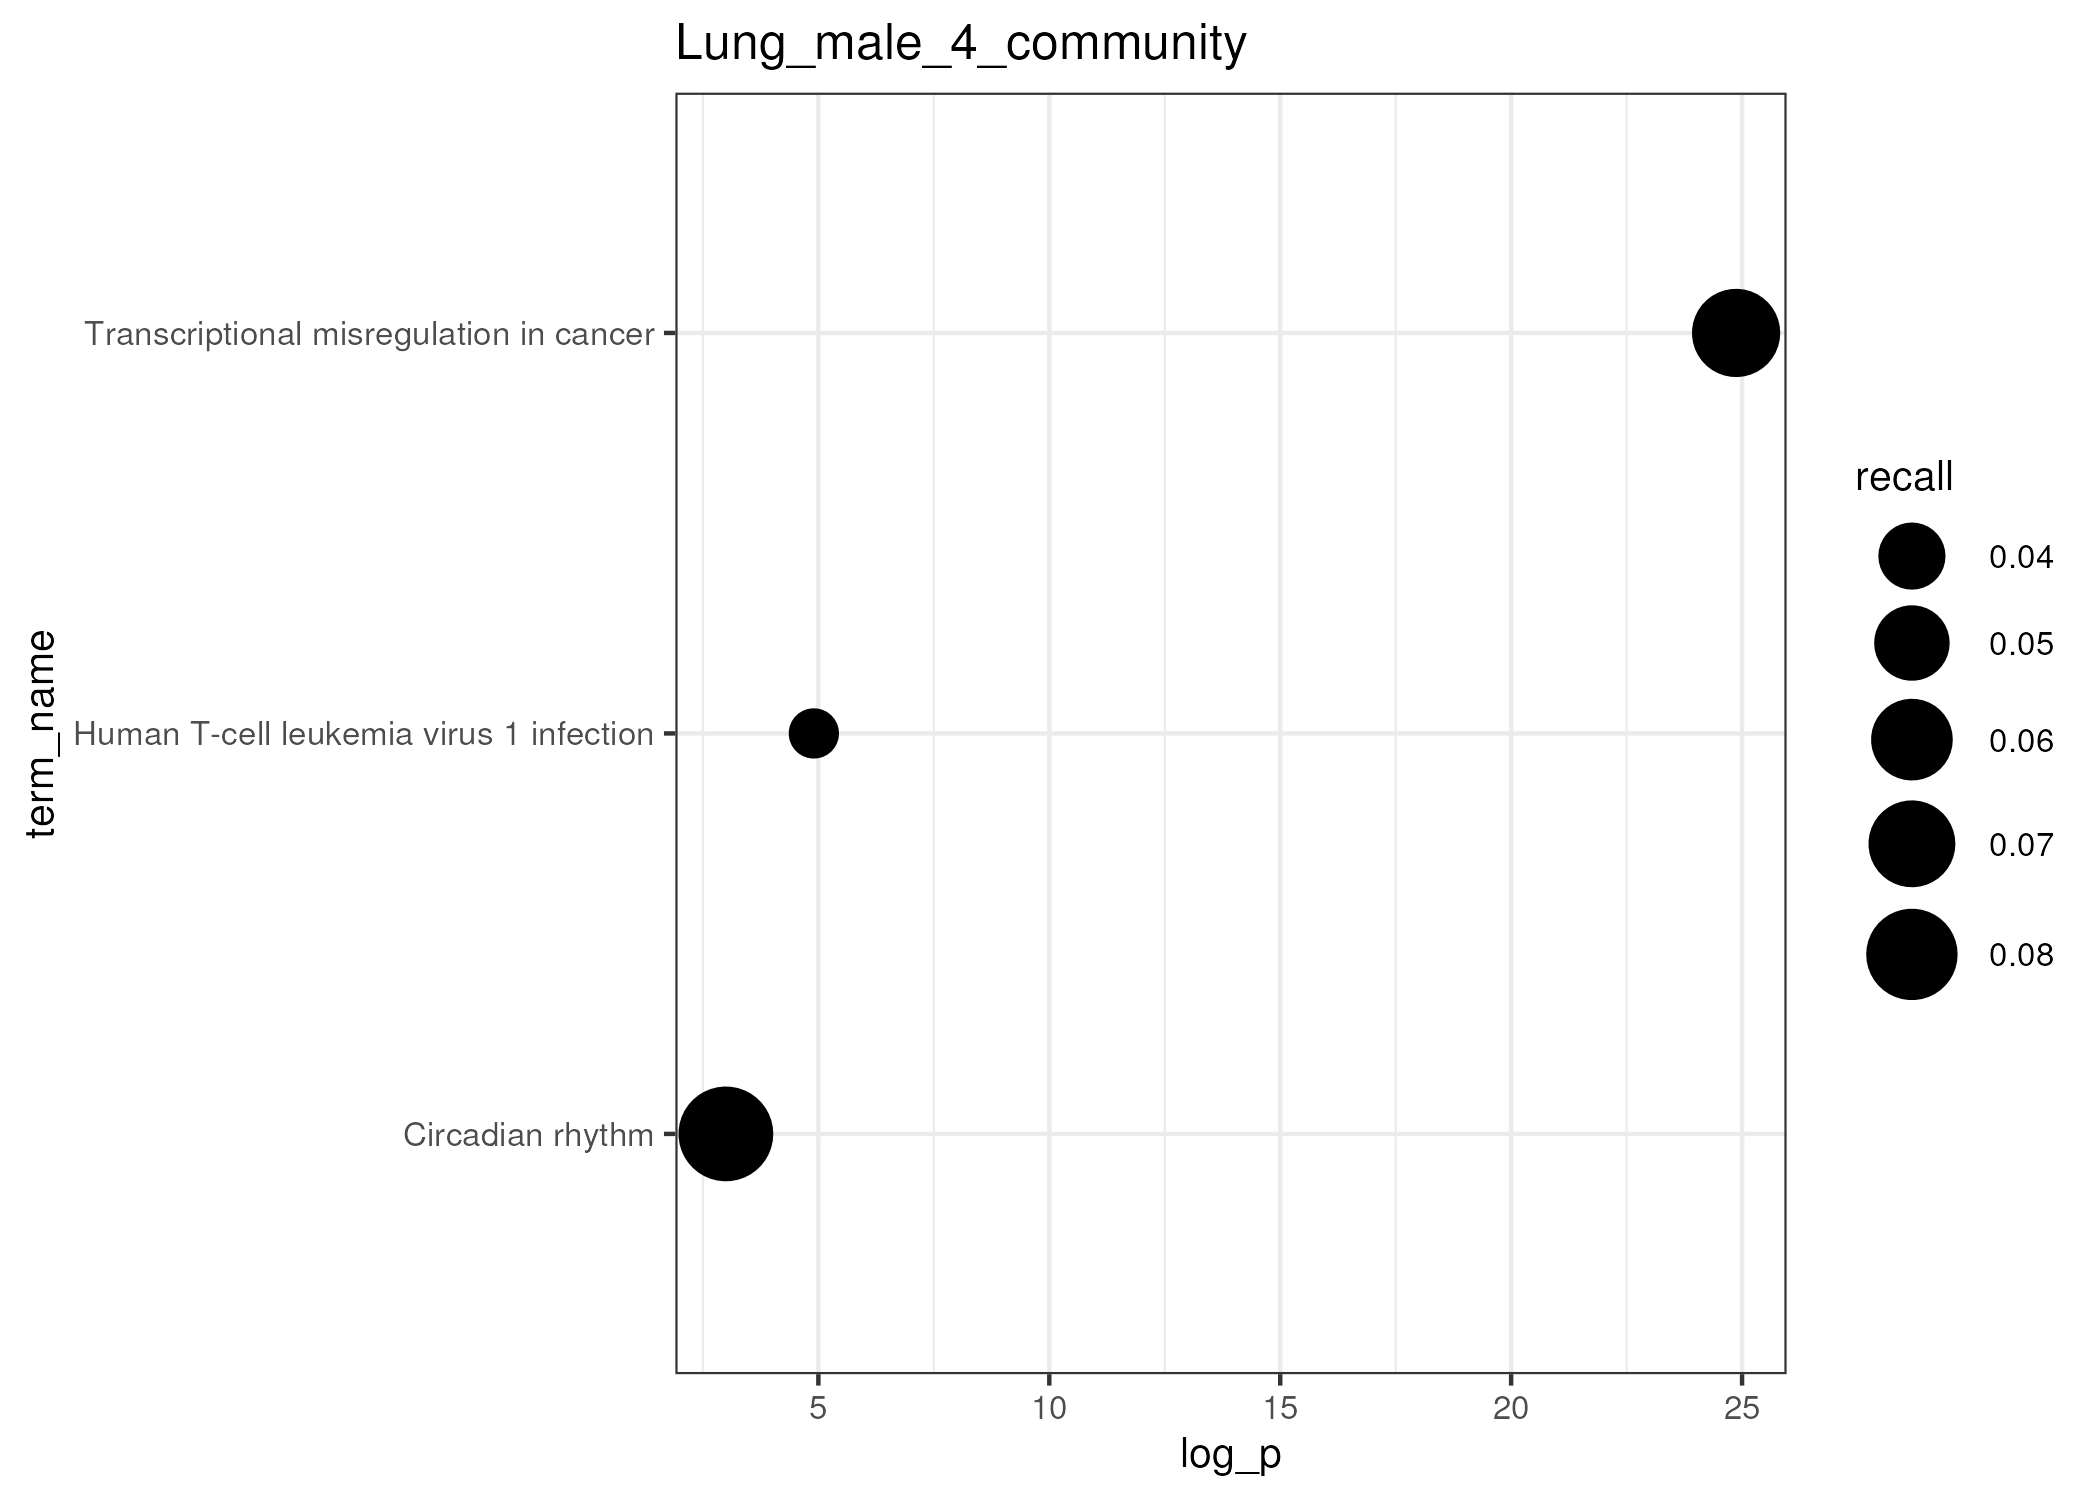 Lung_male_4_community
Transcriptional misregulation in cancer
Human T-cell leukemia virus 1 infection
Circadian rhythm
term_name
5 10 15 20 25
log_p
recall
0.04
0.05
0.06
0.07
0.08